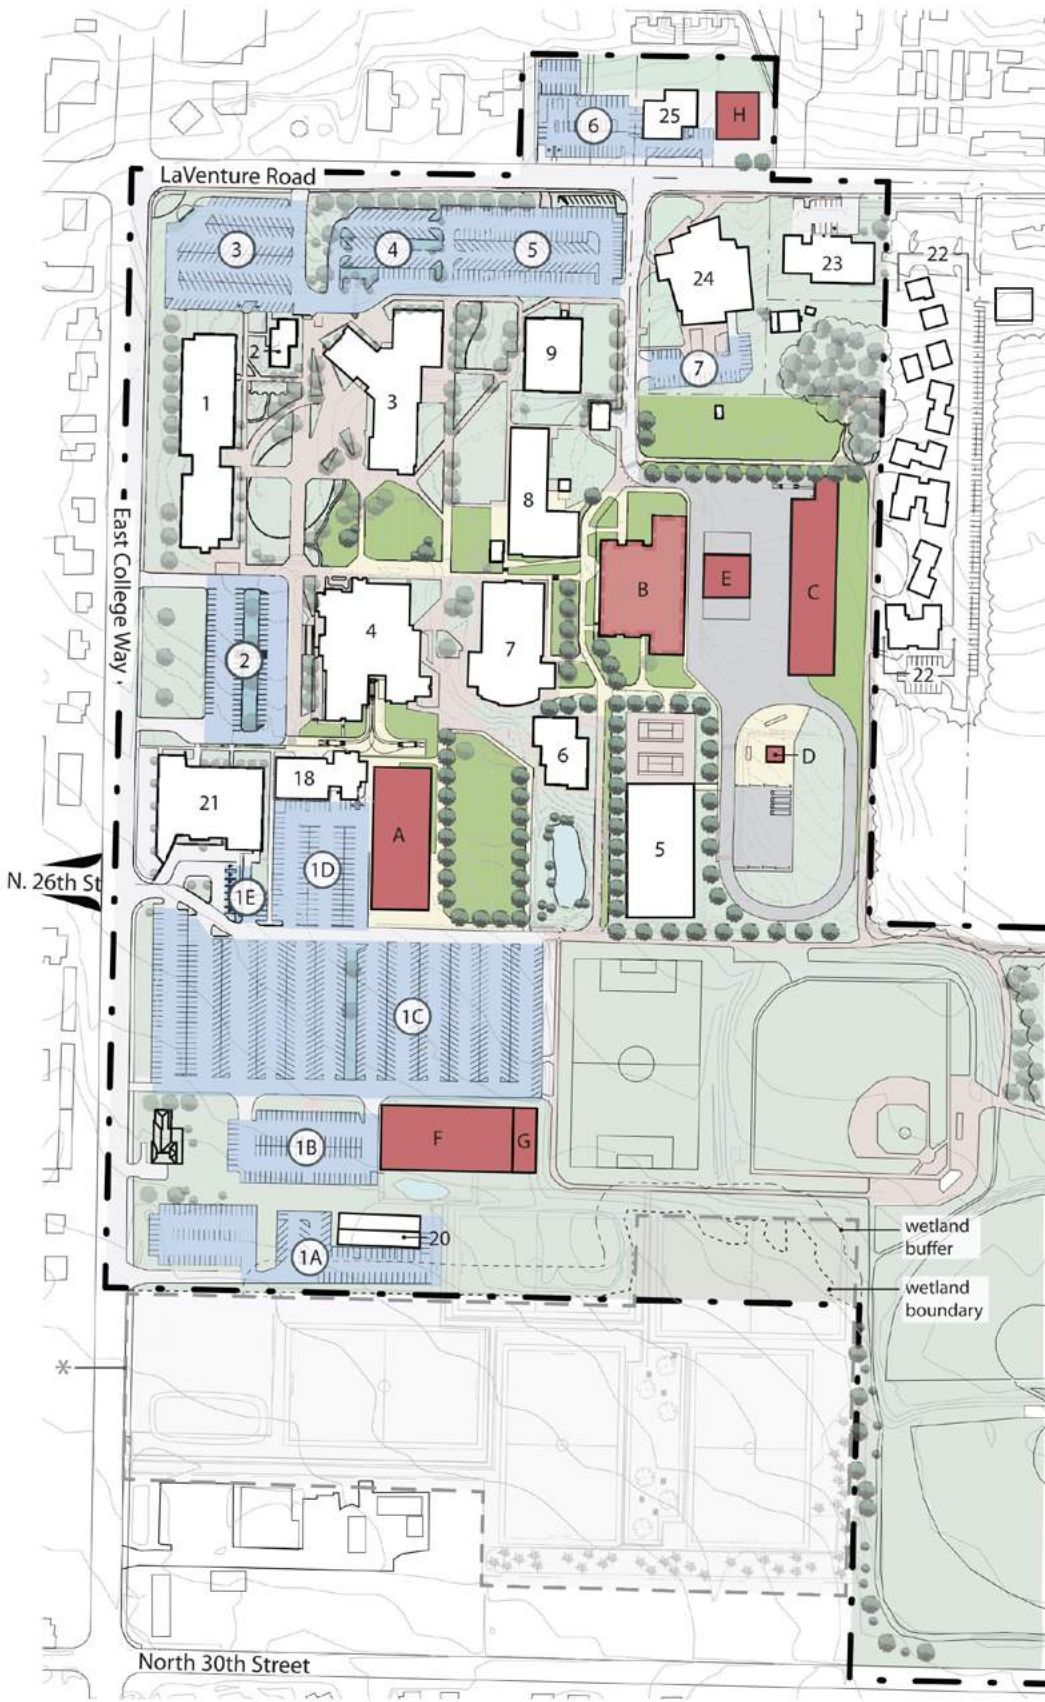 6
25
H
LaVenture Road
3
4
5
24
23
22
2
9
7
1
3
8
East College Way
B
E
C
4
2
7
22
6
D
18
21
A
5
1D
N. 26th St
1E
1C
F
G
1B
wetland
buffer
20
1A
wetland
boundary
*
North 30th Street